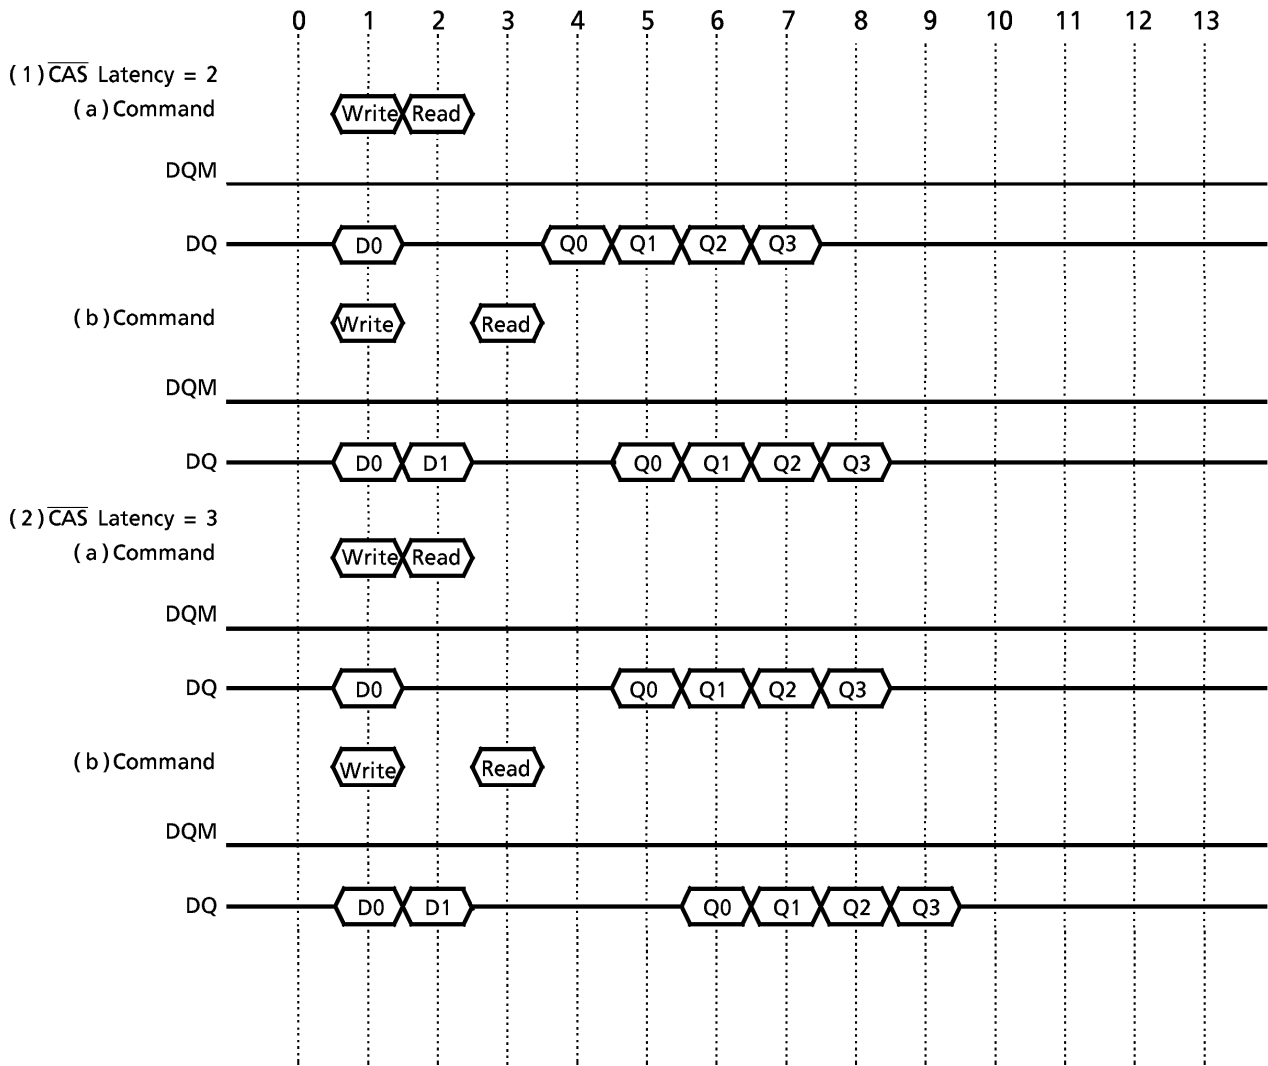 0 1 2 3 4 5 6 7 8 9 10 11 12 13
(1) CAS Latency = 2
(a) Command Write Read
DQM
DQ D0 Q0 Q1 Q2 Q3
(b) Command Write Read
DQM
DQ D0 D1 Q0 Q1 Q2 Q3
(2) CAS Latency = 3
(a) Command Write Read
DQM
DQ D0 Q0 Q1 Q2 Q3
(b) Command Write Read
DQM
DQ D0 D1 Q0 Q1 Q2 Q3